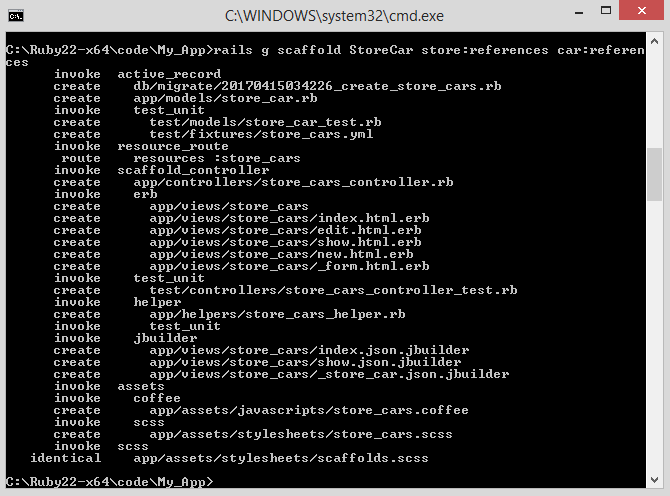 C:\WINDOWS\system32\cmd.exe
C:\Ruby22-x64\code\My_App>rails g scaffold StoreCar store:references car:referen
ces
      invoke  active_record
      create    db/migrate/20170415034226_create_store_cars.rb
      create    app/models/store_car.rb
      invoke    test_unit
      create      test/models/store_car_test.rb
      create      test/fixtures/store_cars.yml
      invoke  resource_route
       route    resources :store_cars
      invoke  scaffold_controller
      create    app/controllers/store_cars_controller.rb
      invoke    erb
      create      app/views/store_cars
      create      app/views/store_cars/index.html.erb
      create      app/views/store_cars/edit.html.erb
      create      app/views/store_cars/show.html.erb
      create      app/views/store_cars/new.html.erb
      create      app/views/store_cars/_form.html.erb
      invoke    test_unit
      create      test/controllers/store_cars_controller_test.rb
      invoke    helper
      create      app/helpers/store_cars_helper.rb
      invoke      test_unit
      invoke    jbuilder
      create      app/views/store_cars/index.json.jbuilder
      create      app/views/store_cars/show.json.jbuilder
      create      app/views/store_cars/_store_car.json.jbuilder
      invoke  assets
      invoke    coffee
      create      app/assets/javascripts/store_cars.coffee
      invoke    scss
      create      app/assets/stylesheets/store_cars.scss
      invoke  scss
   identical    app/assets/stylesheets/scaffolds.scss
C:\Ruby22-x64\code\My_App>